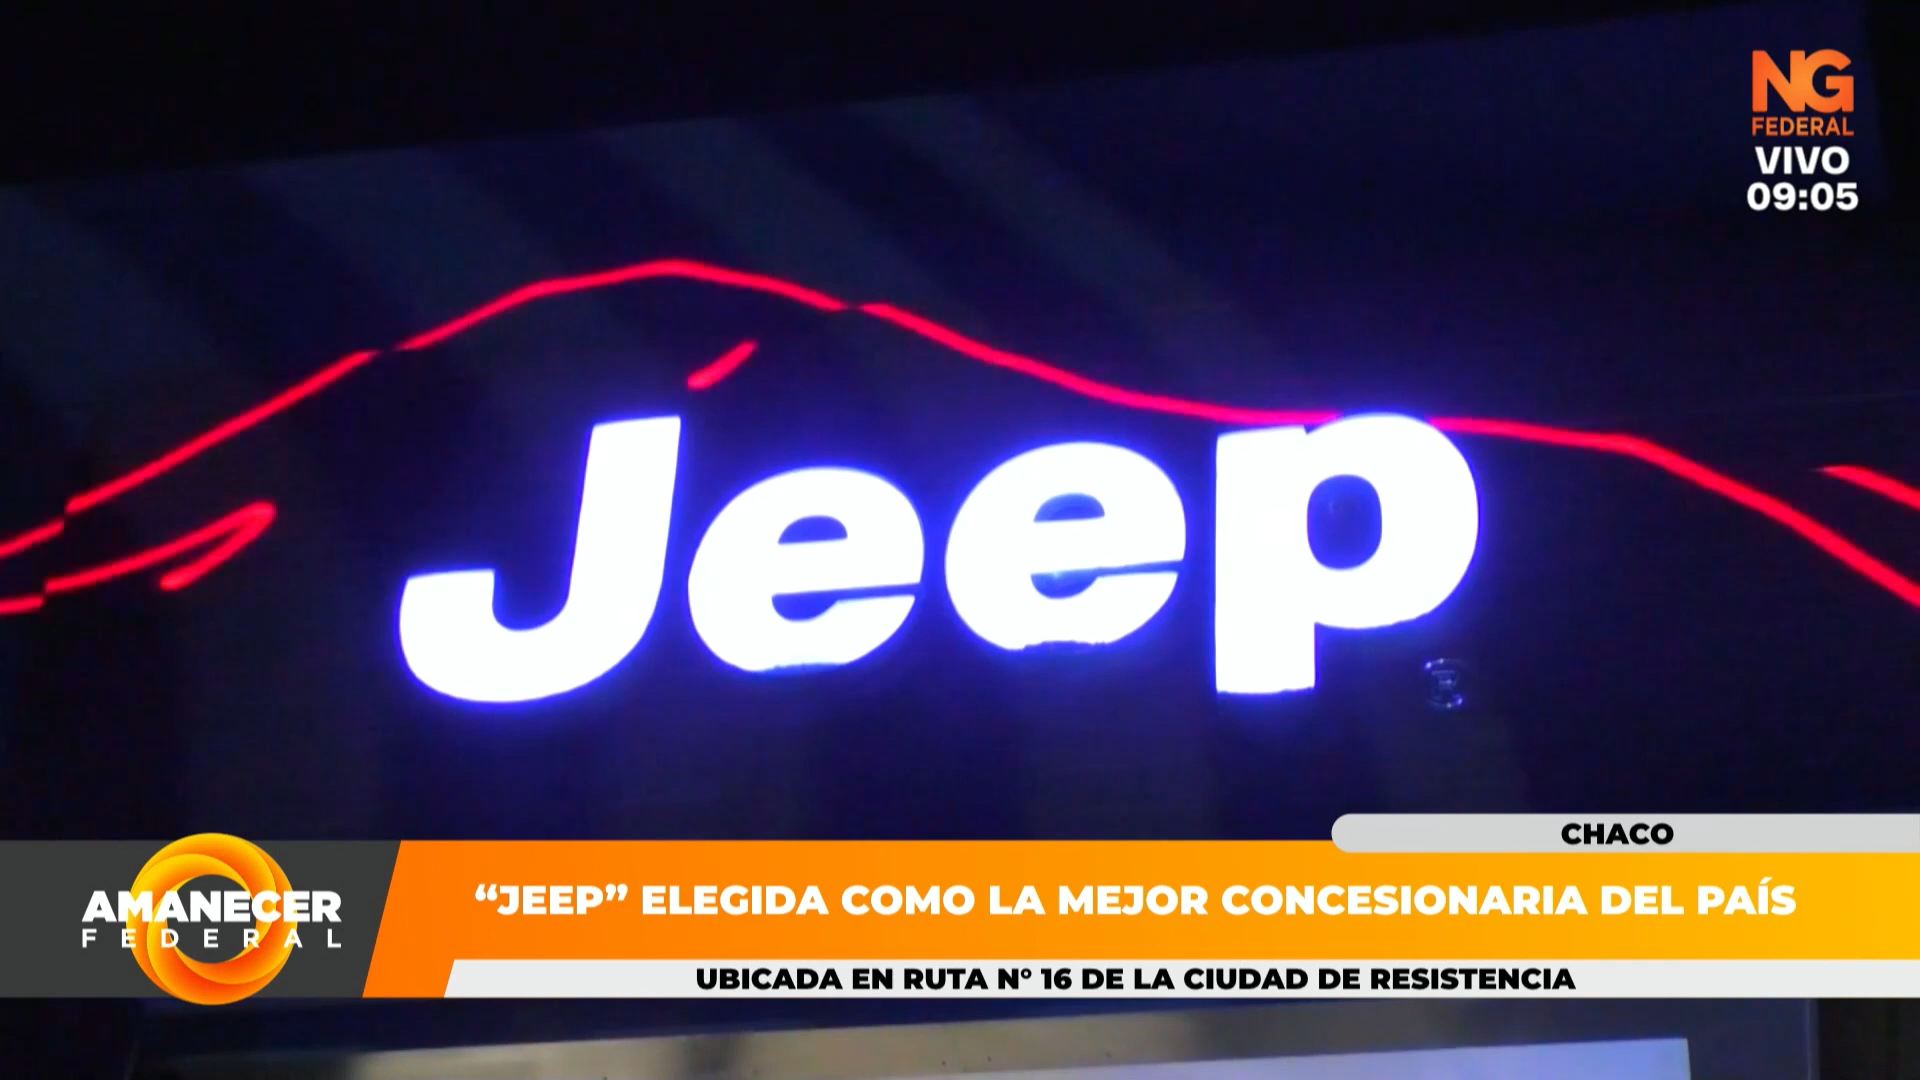 NG
FEDERAL
VIVO
09:05
Jeep
CHACO
“JEEP” ELEGIDA COMO LA MEJOR CONCESIONARIA DEL PAÍS
AMANECER
FEDERAL
UBICADA EN RUTA N° 16 DE LA CIUDAD DE RESISTENCIA